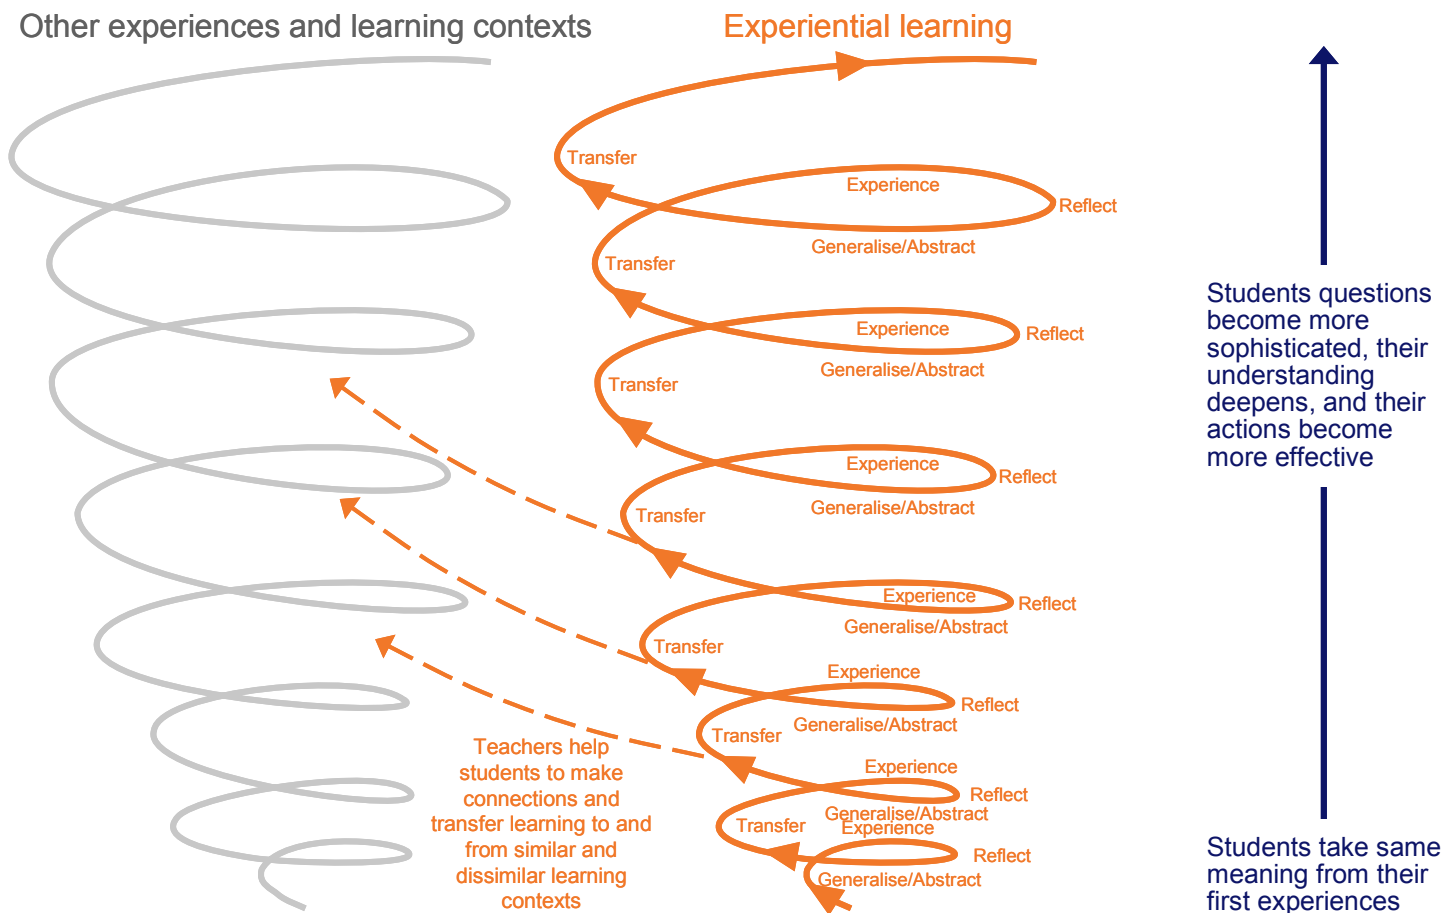 Other experiences and learning contexts
Experiential learning
Transfer
Experience
Reflect
Generalise/Abstract
Transfer
Experience
Reflect
Generalise/Abstract
Transfer
Experience
Reflect
Generalise/Abstract
Transfer
Experience
Reflect
Generalise/Abstract
Transfer
Experience
Reflect
Generalise/Abstract
Transfer
Experience
Reflect
Generalise/Abstract
Transfer
Experience
Reflect
Generalise/Abstract
Teachers help
students to make
connections and
transfer learning to and
from similar and
dissimilar learning
contexts
Students questions
become more
sophisticated, their
understanding
deepens, and their
actions become
more effective
Students take same
meaning from their
first experiences